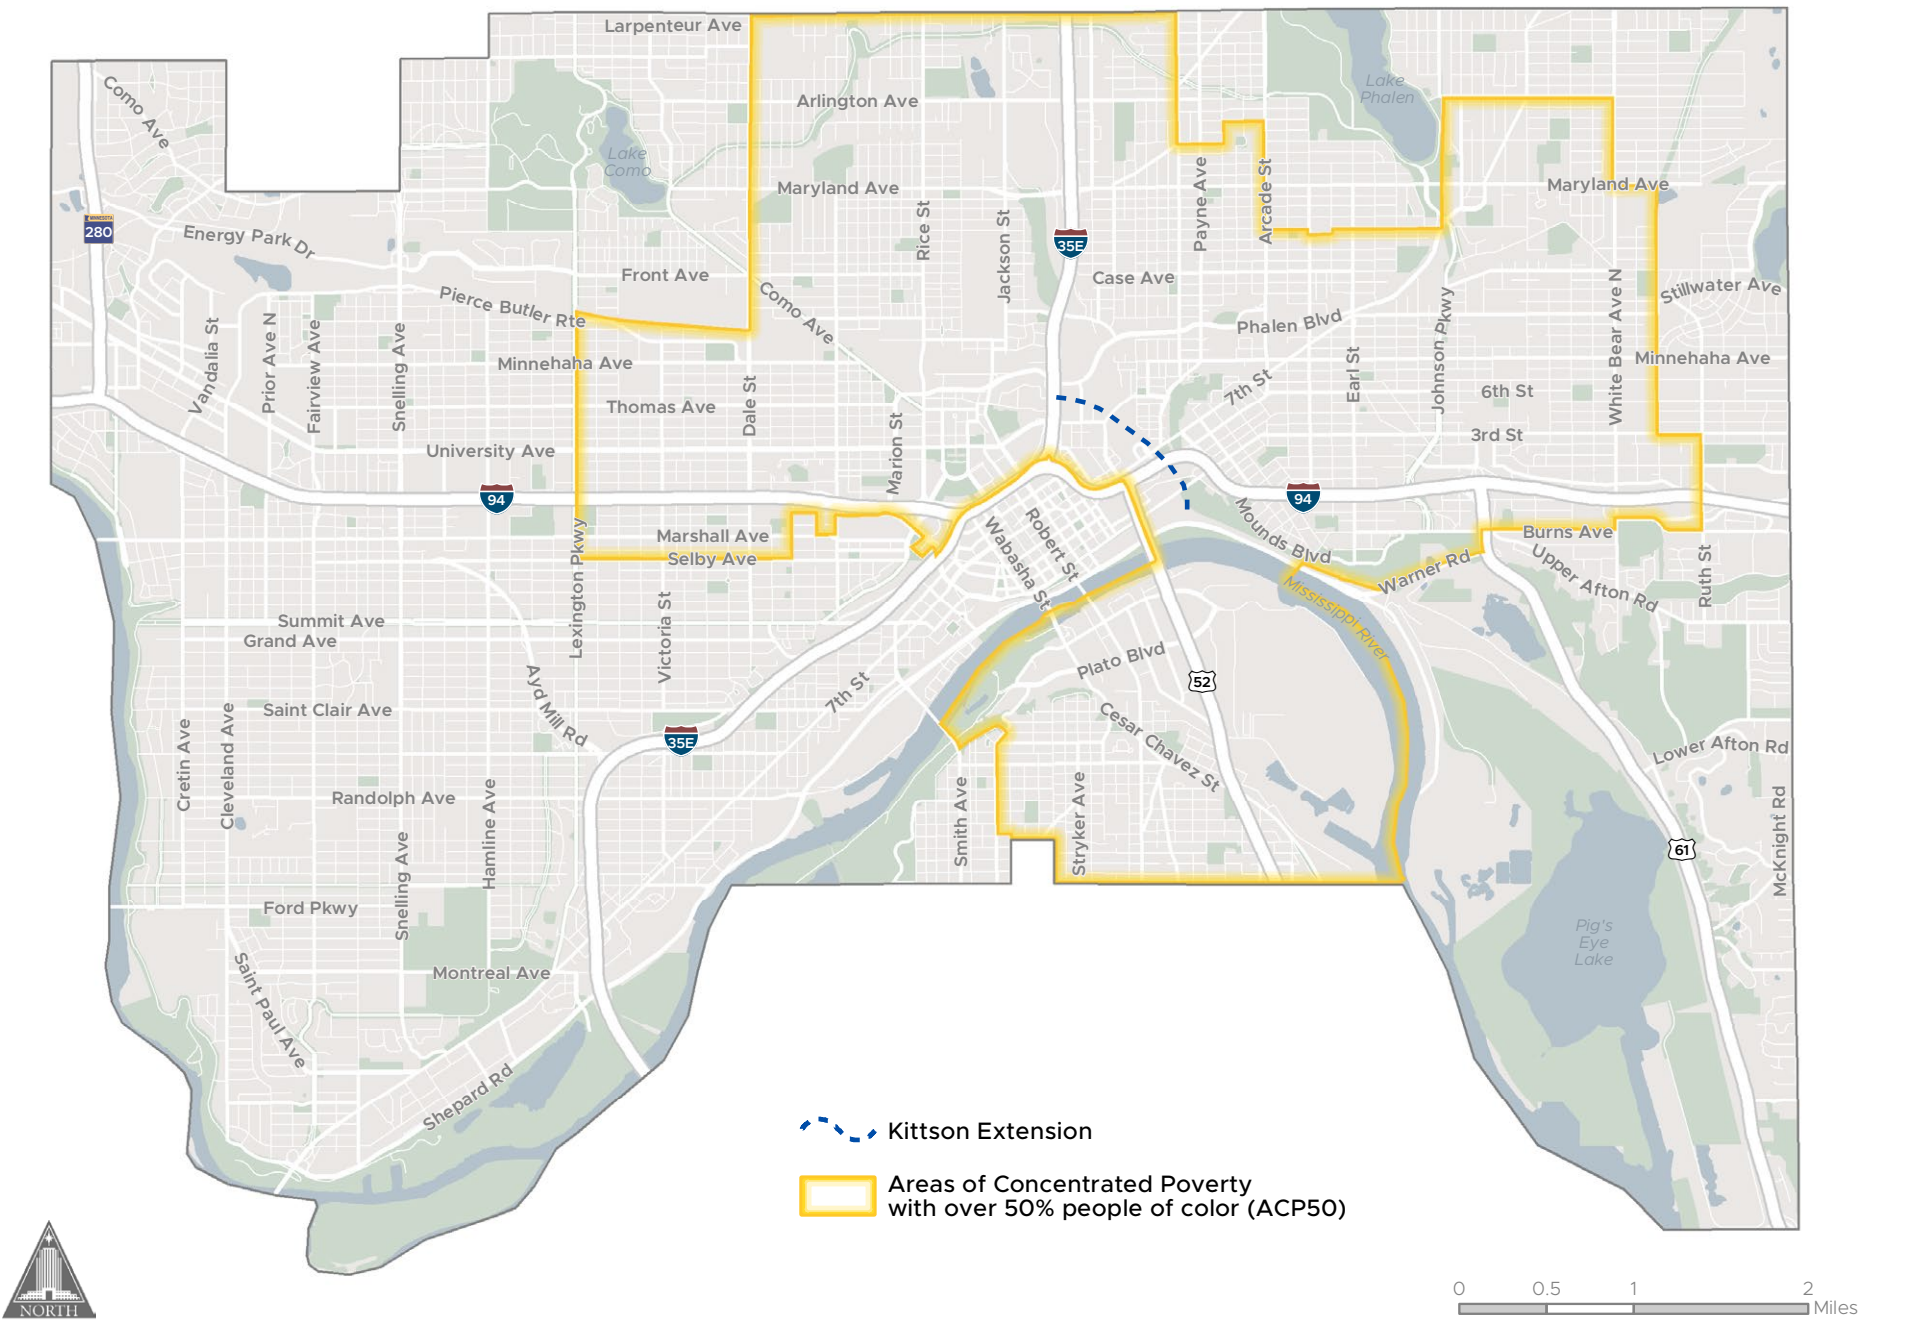 Larpenteur Ave
Como Ave
Arlington Ave
Lake
Phalen
Lake
Como
Maryland Ave
Maryland Ave
Payne Ave
Arcade St
Rice St
Jackson St
MINNESOTA
280
Energy Park Dr
35E
Front Ave
Case Ave
Como Ave
Stillwater Ave
Pierce Butler Rte
Phalen Blvd
Vandalia St
Prior Ave N
Fairview Ave
Snelling Ave
Minnehaha Ave
Minnehaha Ave
Johnson Pkwy
White Bear Ave N
Earl St
7th St
6th St
Thomas Ave
Dale St
Marion St
3rd St
University Ave
94
94
Mounds Blvd
Robert St
Wabasha St
Marshall Ave
Selby Ave
Burns Ave
Upper Afton Rd
Warner Rd
Ruth St
Lexington Pkwy
Victoria St
Mississippi River
Summit Ave
Grand Ave
Plato Blvd
52
Ayd Mill Rd
7th St
Saint Clair Ave
Cesar Chavez St
35E
Lower Afton Rd
Cretin Ave
Cleveland Ave
Randolph Ave
Hamline Ave
Smith Ave
Stryker Ave
McKnight Rd
61
Snelling Ave
Ford Pkwy
Pig's
Eye
Lake
Saint Paul Ave
Montreal Ave
Shepard Rd
Kittson Extension
Areas of Concentrated Poverty
with over 50% people of color (ACP50)
NORTH
0 0.5 1 2
Miles